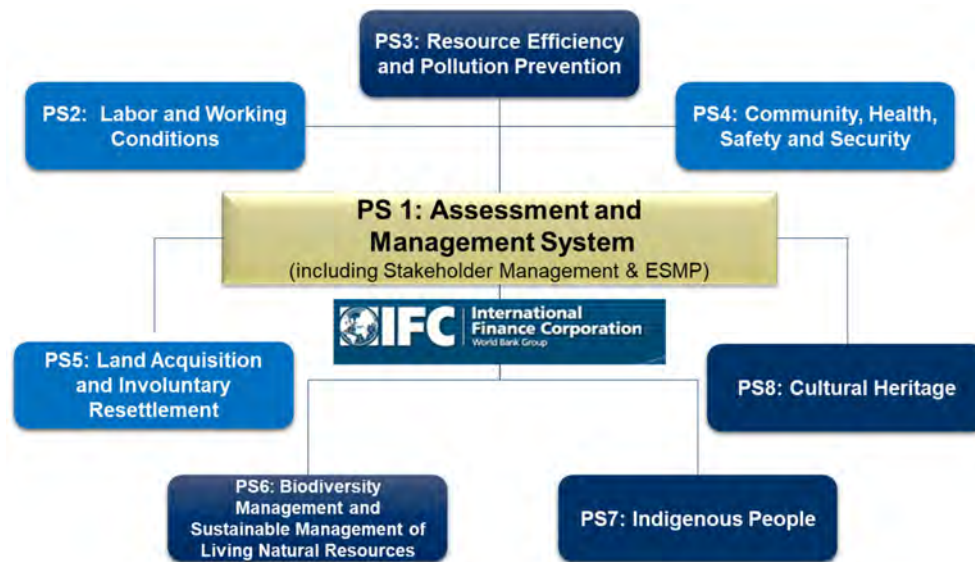 PS3: Resource Efficiency
and Pollution Prevention
PS2: Labor and Working
Conditions
PS4: Community, Health,
Safety and Security
PS 1: Assessment and
Management System
(including Stakeholder Management & ESMP)
IFC
International
Finance Corporation
World Bank Group
PS5: Land Acquisition
and Involuntary
Resettlement
PS8: Cultural Heritage
PS6: Biodiversity
Management and
Sustainable Management of
Living Natural Resources
PS7: Indigenous People